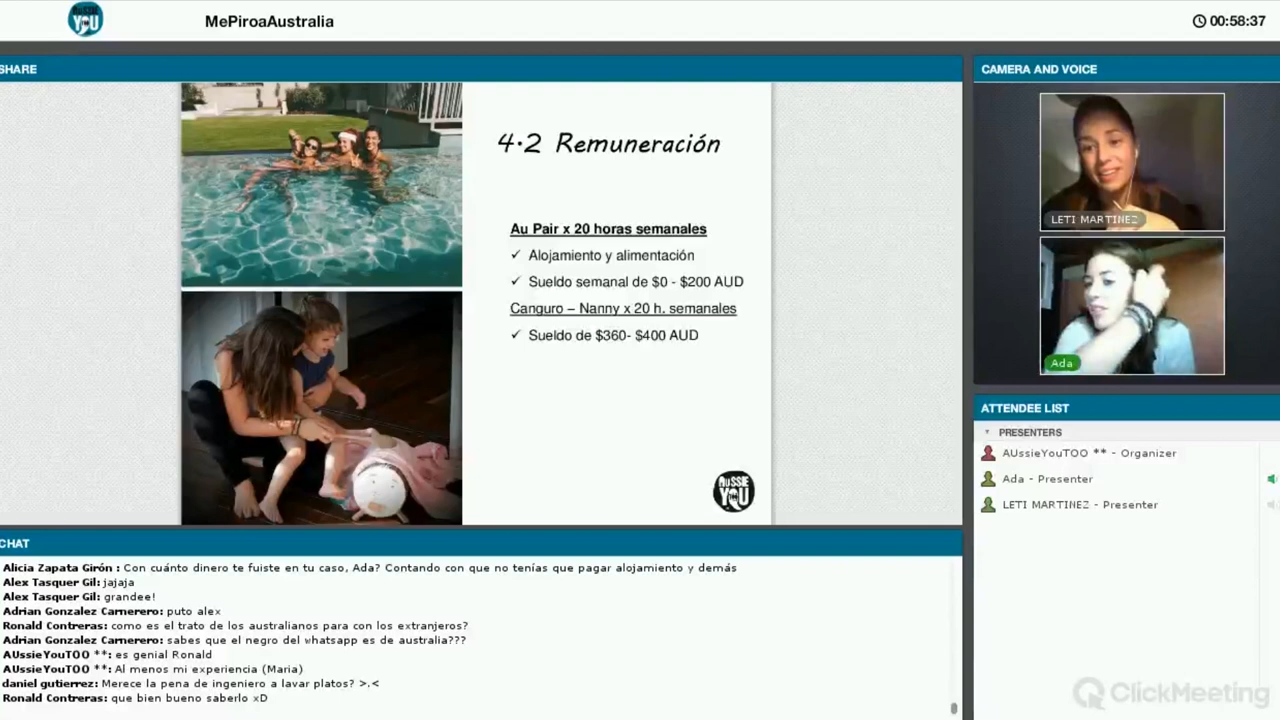 AUSSIE
YOU
MePiroaAustralia
00:58:37
SHARE
4.2 Remuneración
Au Pair x 20 horas semanales
✓ Alojamiento y alimentación
✓ Sueldo semanal de $0 - $200 AUD
Canguro – Nanny x 20 h. semanales
✓ Sueldo de $360- $400 AUD
AUSSIE
YOU
CAMERA AND VOICE
LETI MARTINEZ
Ada
ATTENDEE LIST
PRESENTERS
AUssieYouTOO ** - Organizer
Ada - Presenter
LETI MARTINEZ - Presenter
CHAT
Alicia Zapata Girón : Con cuánto dinero te fuiste en tu caso, Ada? Contando con que no tenías que pagar alojamiento y demás
Alex Tasquer Gil: jajaja
Alex Tasquer Gil: grandee!
Adrian Gonzalez Carnerero: puto alex
Ronald Contreras: como es el trato de los australianos para con los extranjeros?
Adrian Gonzalez Carnerero: sabes que el negro del whatsapp es de australia???
AUssieYouTOO **: es genial Ronald
AUssieYouTOO **: Al menos mi experiencia (Maria)
daniel gutierrez: Merece la pena de ingeniero a lavar platos? >.<
Ronald Contreras: que bien bueno saberlo xD
ClickMeeting